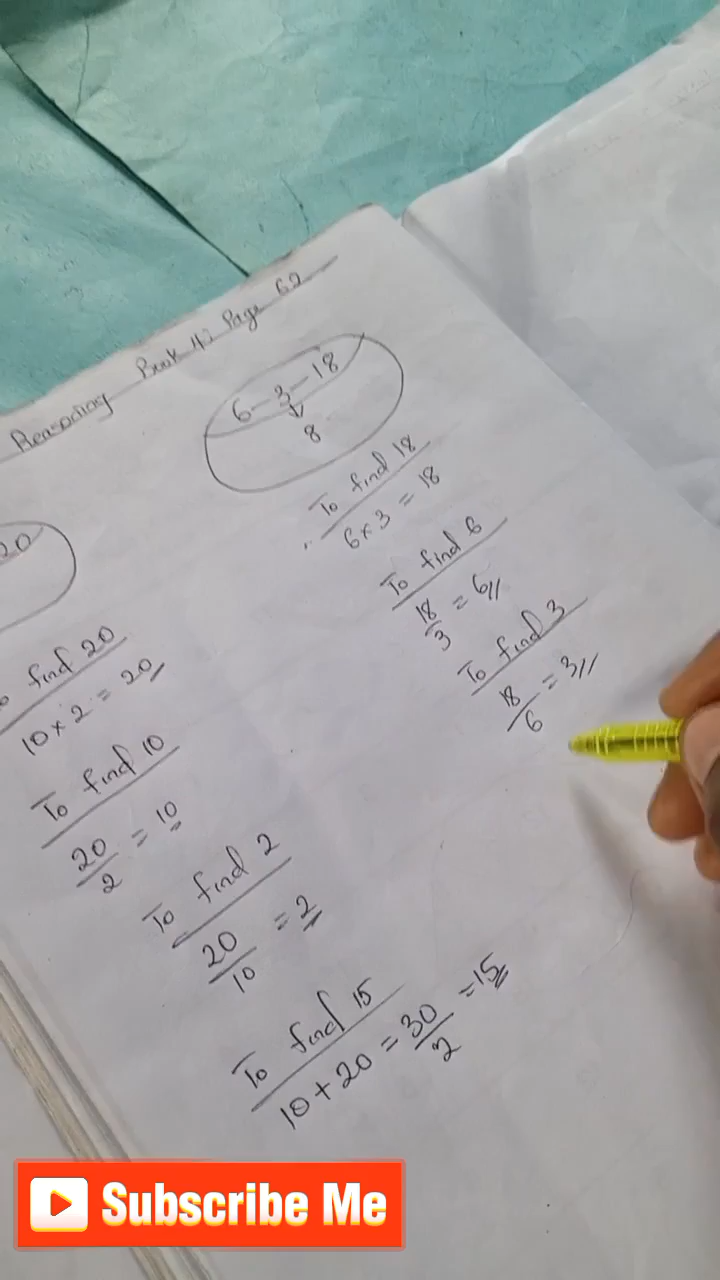 Reasoning Book 4: Page 62
6 - 3 - 18
8
20
To find 18
6 x 3 = 18
To find 6
18/3 = 6//
To find 3
18/6 = 3//
find 20
10 x 2 = 20
To find 10
20/2 = 10
To find 2
20/10 = 2
To find 15
10 + 20 = 30/2 = 15
Subscribe Me